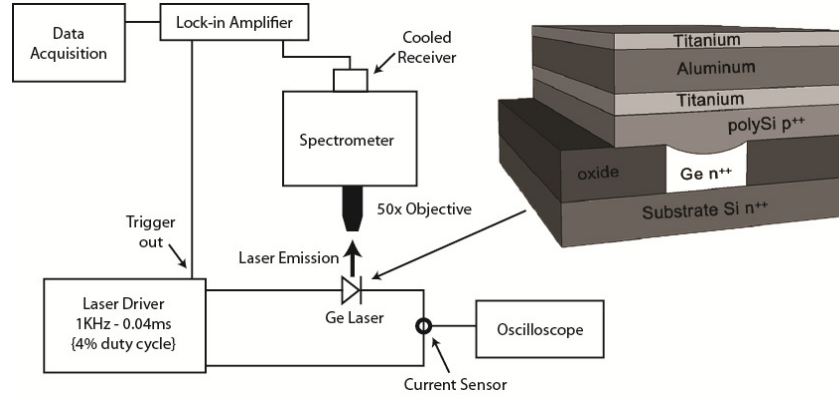 Lock-in Amplifier
Data
Acquisition
Cooled
Receiver
Spectrometer
50x Objective
Trigger
out
Laser Emission
Laser Driver
1KHz - 0.04ms
{4% duty cycle}
Ge Laser
Oscilloscope
Current Sensor
Titanium
Aluminum
Titanium
polySi p⁺⁺
oxide
Ge n⁺⁺
Substrate Si n⁺⁺